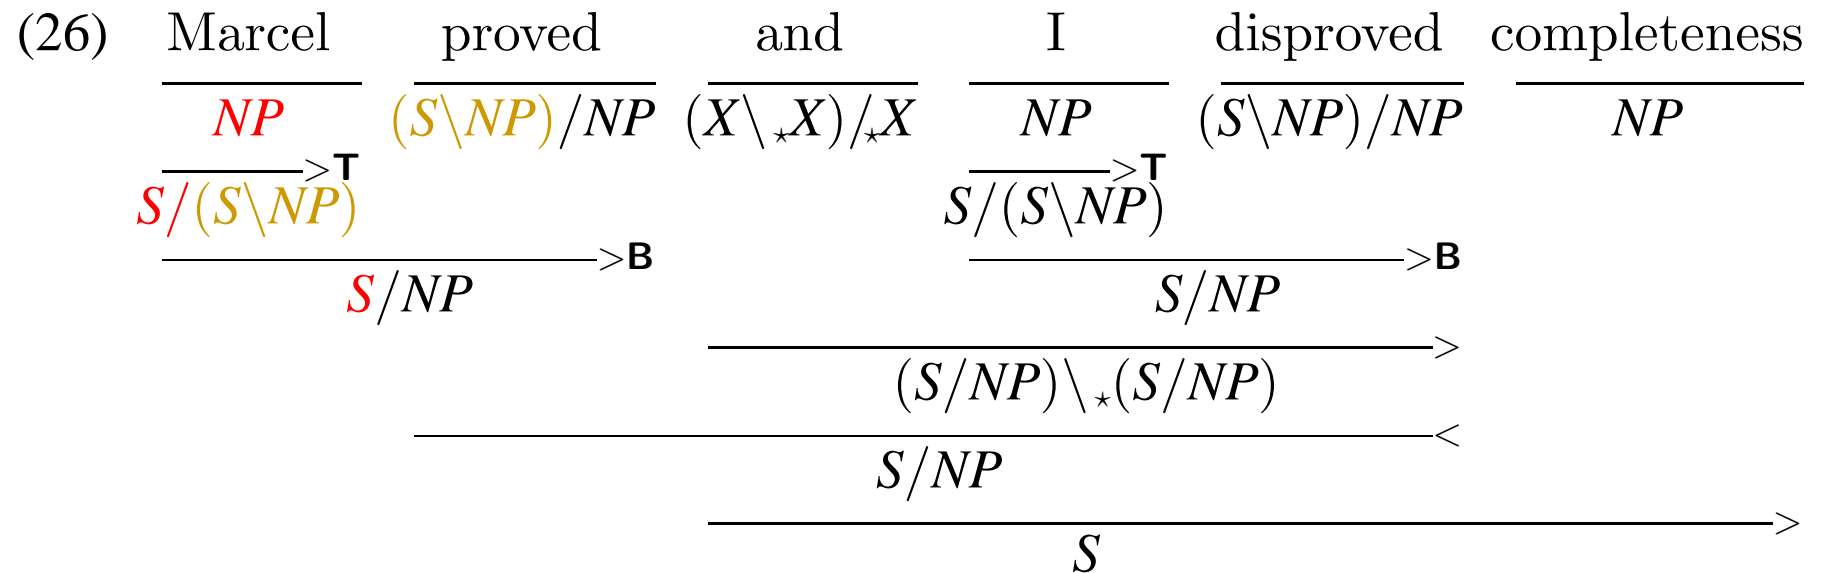 (26) Marcel proved and I disproved completeness
NP (S\NP)/NP (X\⋆X)/⋆X NP (S\NP)/NP NP
>T >T
S/(S\NP) S/(S\NP)
>B >B
S/NP S/NP
>
(S/NP)\⋆(S/NP)
<
S/NP
>
S